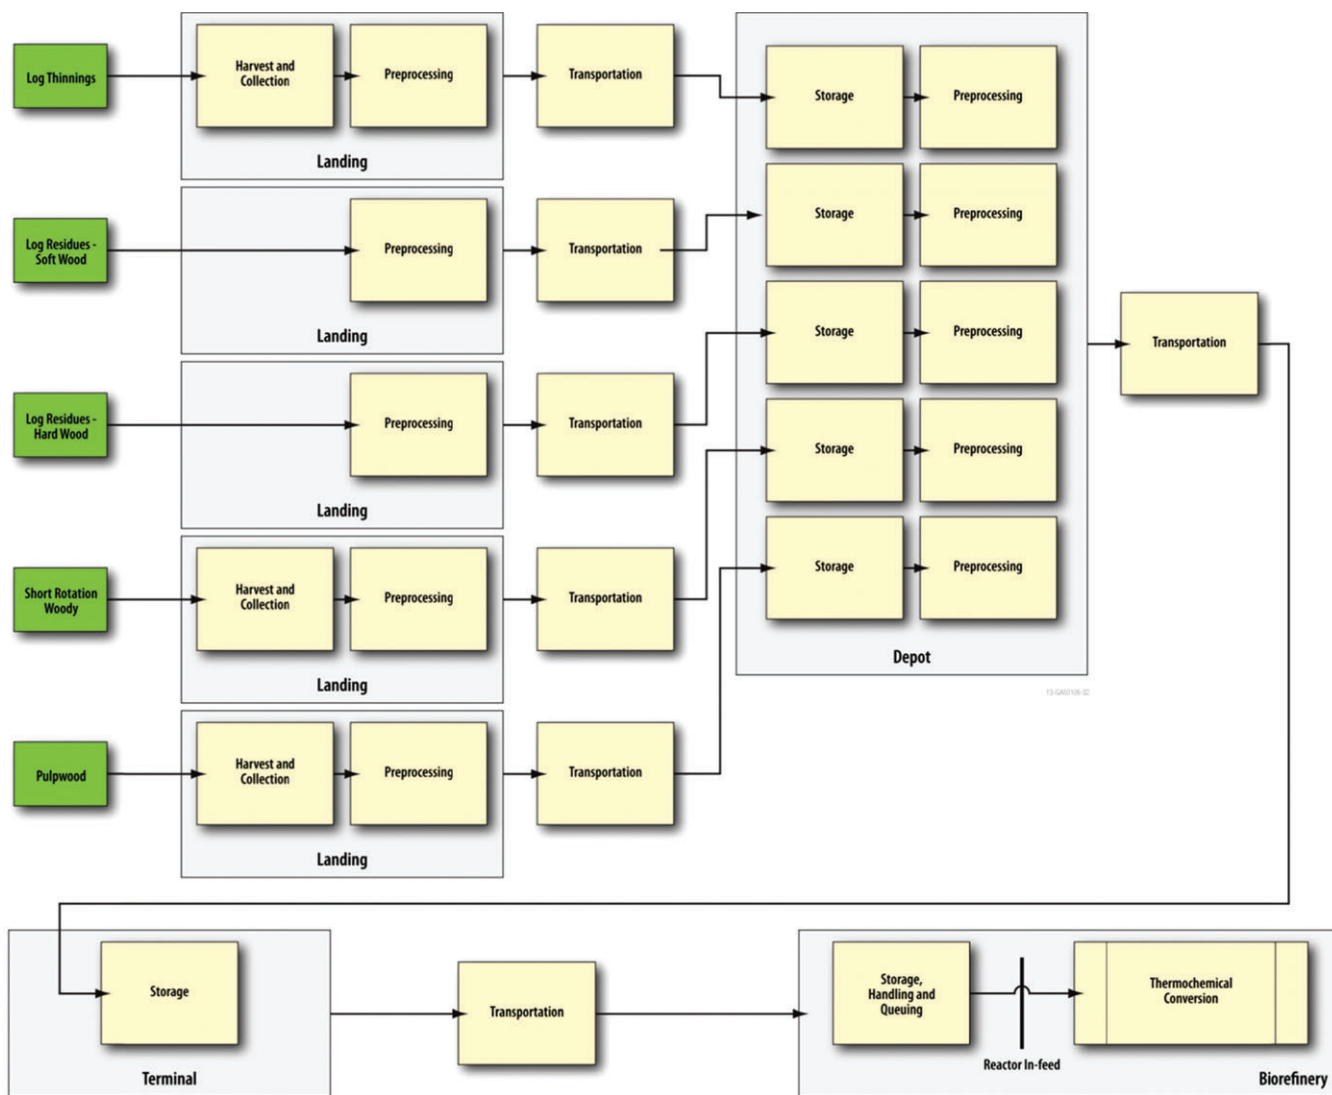 Log Thinnings
Harvest and
Collection
Preprocessing
Landing
Transportation
Storage
Preprocessing
Log Residues -
Soft Wood
Preprocessing
Landing
Transportation
Storage
Preprocessing
Log Residues -
Hard Wood
Preprocessing
Landing
Transportation
Storage
Preprocessing
Short Rotation
Woody
Harvest and
Collection
Preprocessing
Landing
Transportation
Storage
Preprocessing
Pulpwood
Harvest and
Collection
Preprocessing
Landing
Transportation
Storage
Preprocessing
Depot
Transportation
13-GA50106-02
Storage
Terminal
Transportation
Storage,
Handling and
Queuing
Reactor In-feed
Thermochemical
Conversion
Biorefinery